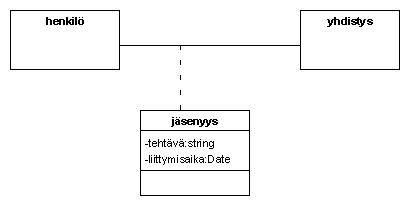 henkilö
yhdistys
jäsenyys
-tehtävä:string
-liittymisaika:Date